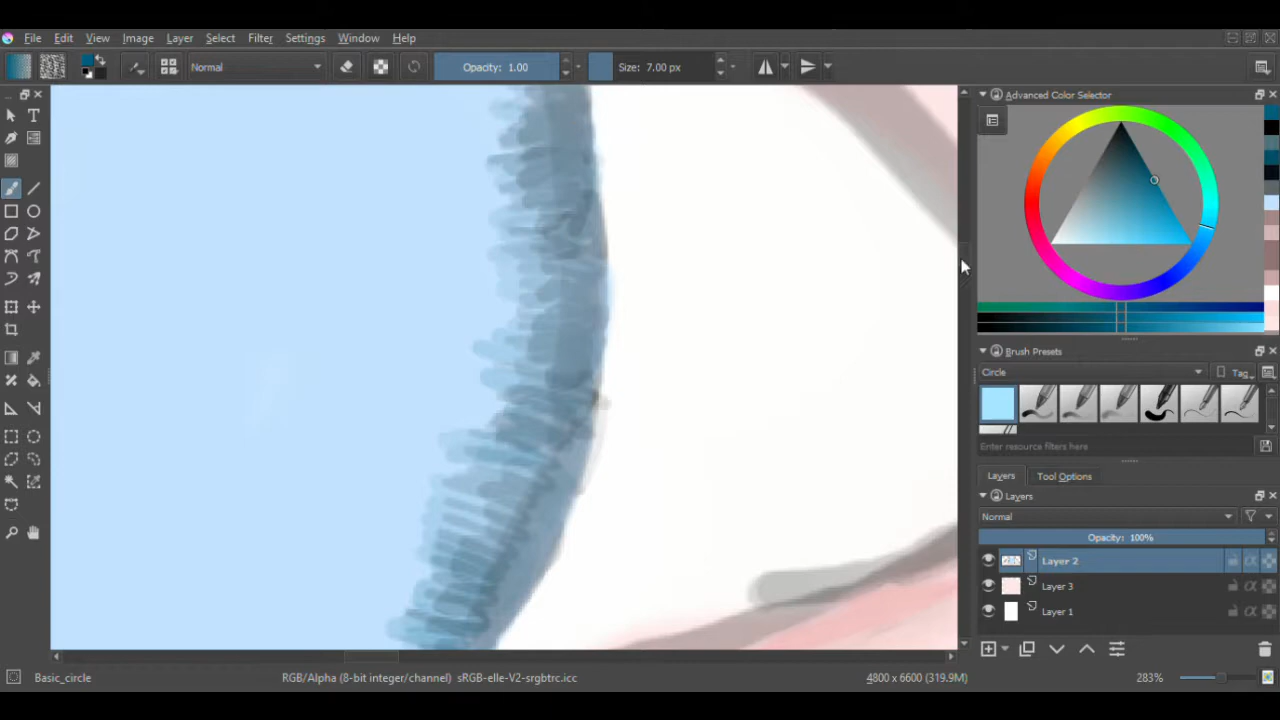 File Edit View Image Layer Select Filter Settings Window Help
Normal Opacity: 1.00 Size: 7.00 px
Advanced Color Selector
Brush Presets
Circle Tag
Enter resource filters here
Layers Tool Options
Layers
Normal
Opacity: 100%
Layer 2
Layer 3
Layer 1
Basic_circle RGB/Alpha (8-bit integer/channel) sRGB-elle-V2-srgbtrc.icc 4800 x 6600 (319.9M) 283%